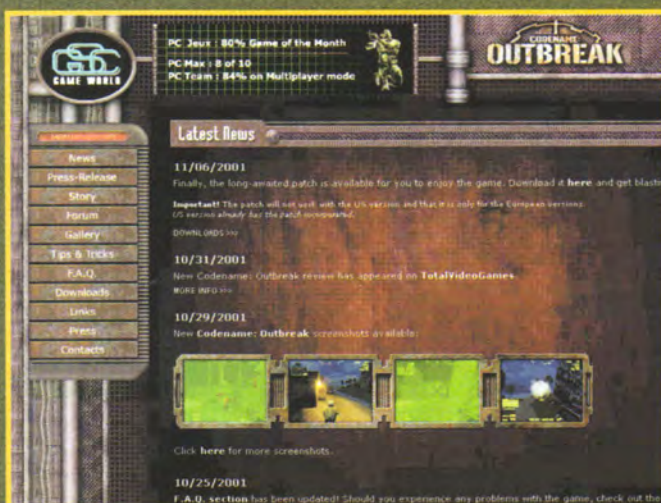 GSC
GAME WORLD
PC Jeux : 80% Game of the Month
PC Max : 8 of 10
PC Team : 84% on Multiplayer mode
CODENAME
OUTBREAK
News
Press-Release
Story
Forum
Gallery
Tips & Tricks
F.A.Q.
Downloads
Links
Press
Contacts
Latest News
11/06/2001
Finally, the long-awaited patch is available for you to enjoy the game. Download it here and get blastin
Important! The patch will not work with the US version and that it is only for the European versions.
US version already has the patch incorporated.
DOWNLOADS >>>
10/31/2001
New Codename: Outbreak review has appeared on TotalVideoGames.
MORE INFO >>>
10/29/2001
New Codename: Outbreak screenshots available:
Click here for more screenshots.
10/25/2001
F.A.Q. section has been updated! Should you experience any problems with the game, check out the